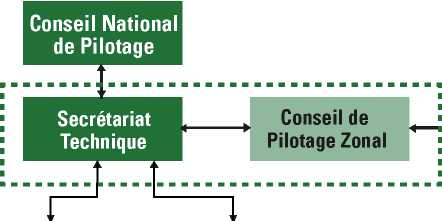 Conseil National
de Pilotage
Secrétariat
Technique
Conseil de
Pilotage Zonal